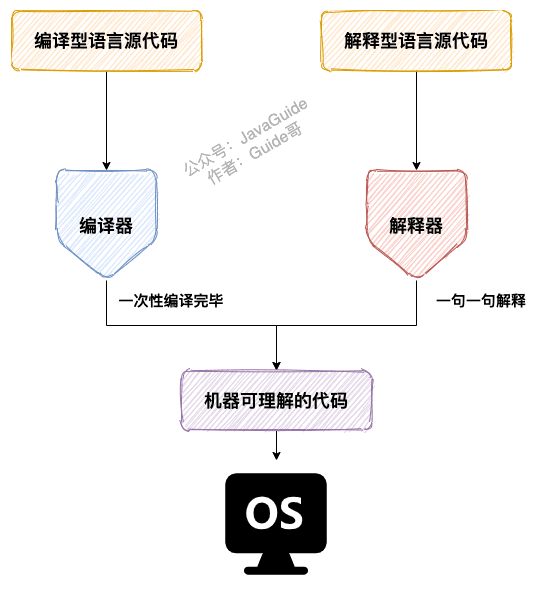 编译型语言源代码
解释型语言源代码
公众号：JavaGuide
作者：Guide哥
编译器
解释器
一次性编译完毕
一句一句解释
机器可理解的代码
OS